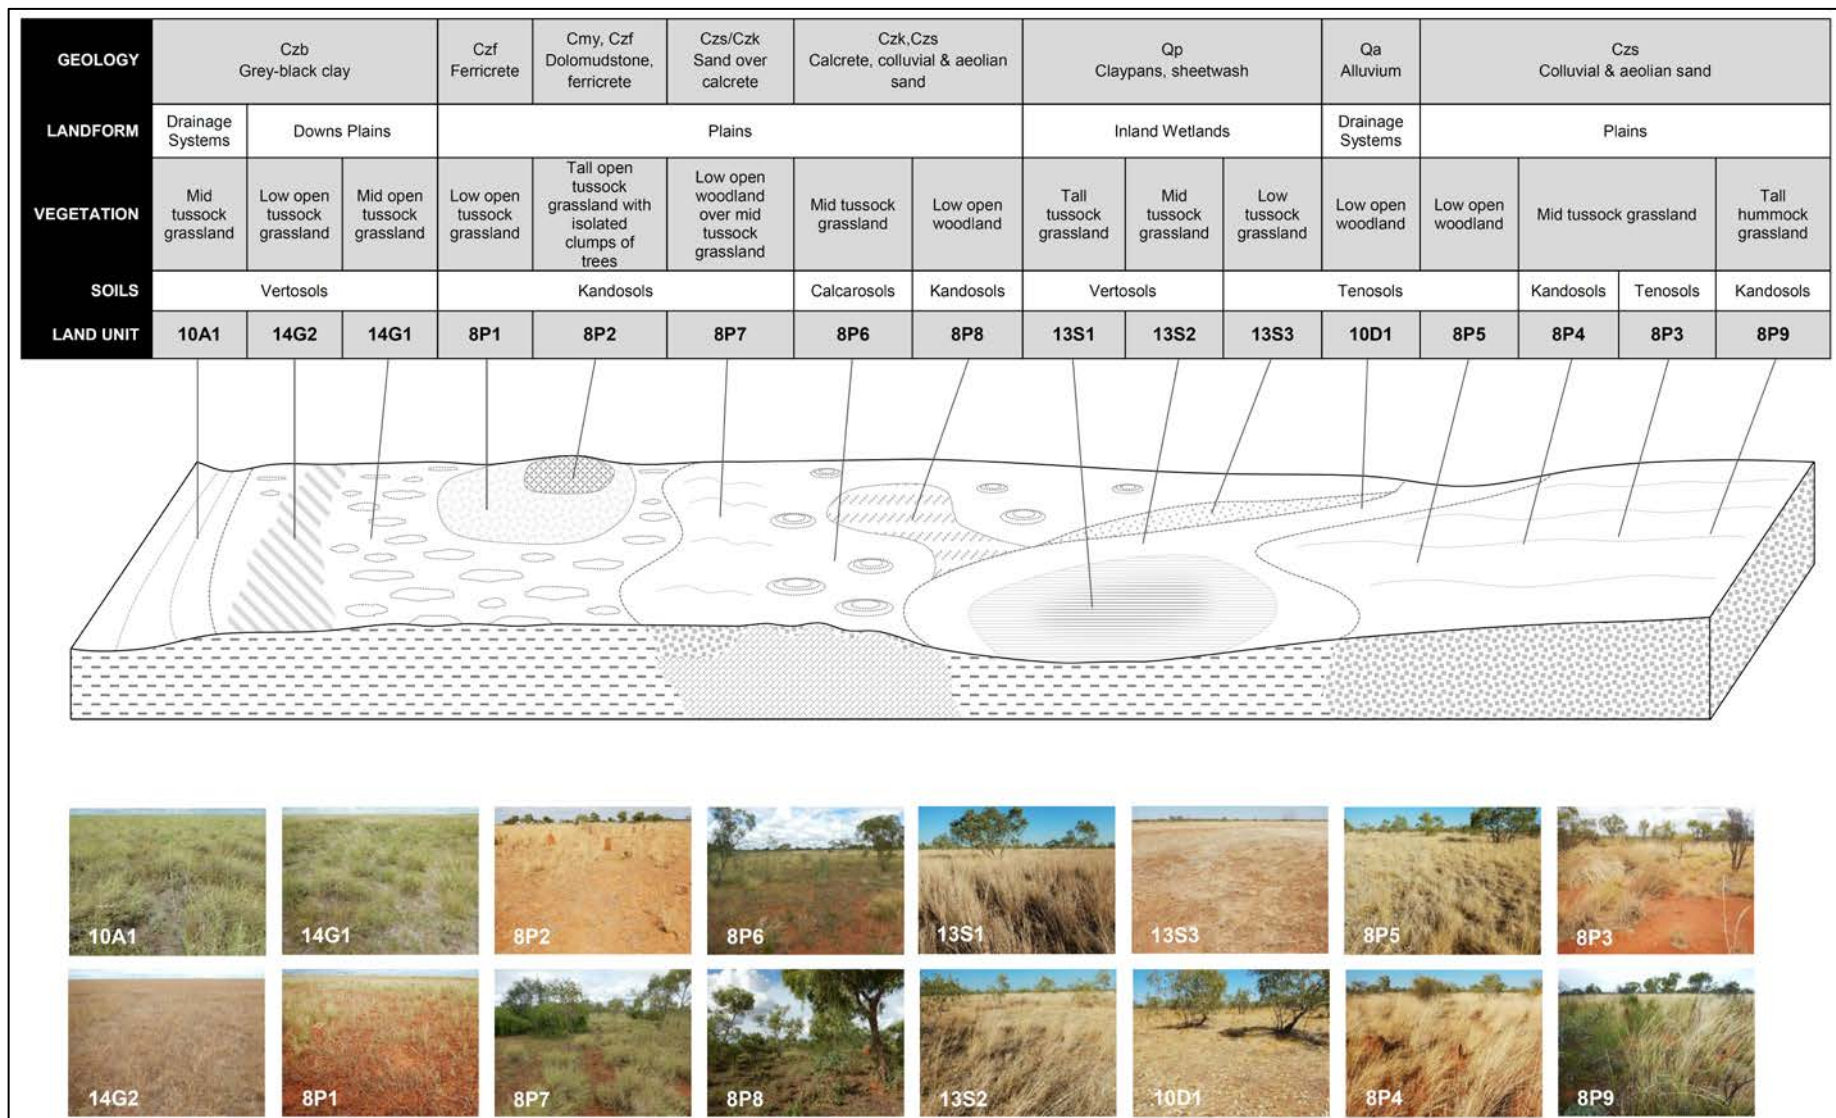 GEOLOGY
Czb
Grey-black clay
Czf
Ferricrete
Cmy, Czf
Dolomudstone,
ferricrete
Czs/Czk
Sand over
calcrete
Czk,Czs
Calcrete, colluvial & aeolian
sand
Qp
Claypans, sheetwash
Qa
Alluvium
Czs
Colluvial & aeolian sand
LANDFORM
Drainage
Systems
Downs Plains
Plains
Inland Wetlands
Drainage
Systems
Plains
VEGETATION
Mid
tussock
grassland
Low open
tussock
grassland
Mid open
tussock
grassland
Low open
tussock
grassland
Tall open
tussock
grassland with
isolated
clumps of
trees
Low open
woodland
over mid
tussock
grassland
Mid tussock
grassland
Low open
woodland
Tall
tussock
grassland
Mid
tussock
grassland
Low
tussock
grassland
Low open
woodland
Low open
woodland
Mid tussock grassland
Tall
hummock
grassland
SOILS
Vertosols
Kandosols
Calcarosols
Kandosols
Vertosols
Tenosols
Kandosols
Tenosols
Kandosols
LAND UNIT
10A1
14G2
14G1
8P1
8P2
8P7
8P6
8P8
13S1
13S2
13S3
10D1
8P5
8P4
8P3
8P9
10A1
14G1
8P2
8P6
13S1
13S3
8P5
8P3
14G2
8P1
8P7
8P8
13S2
10D1
8P4
8P9